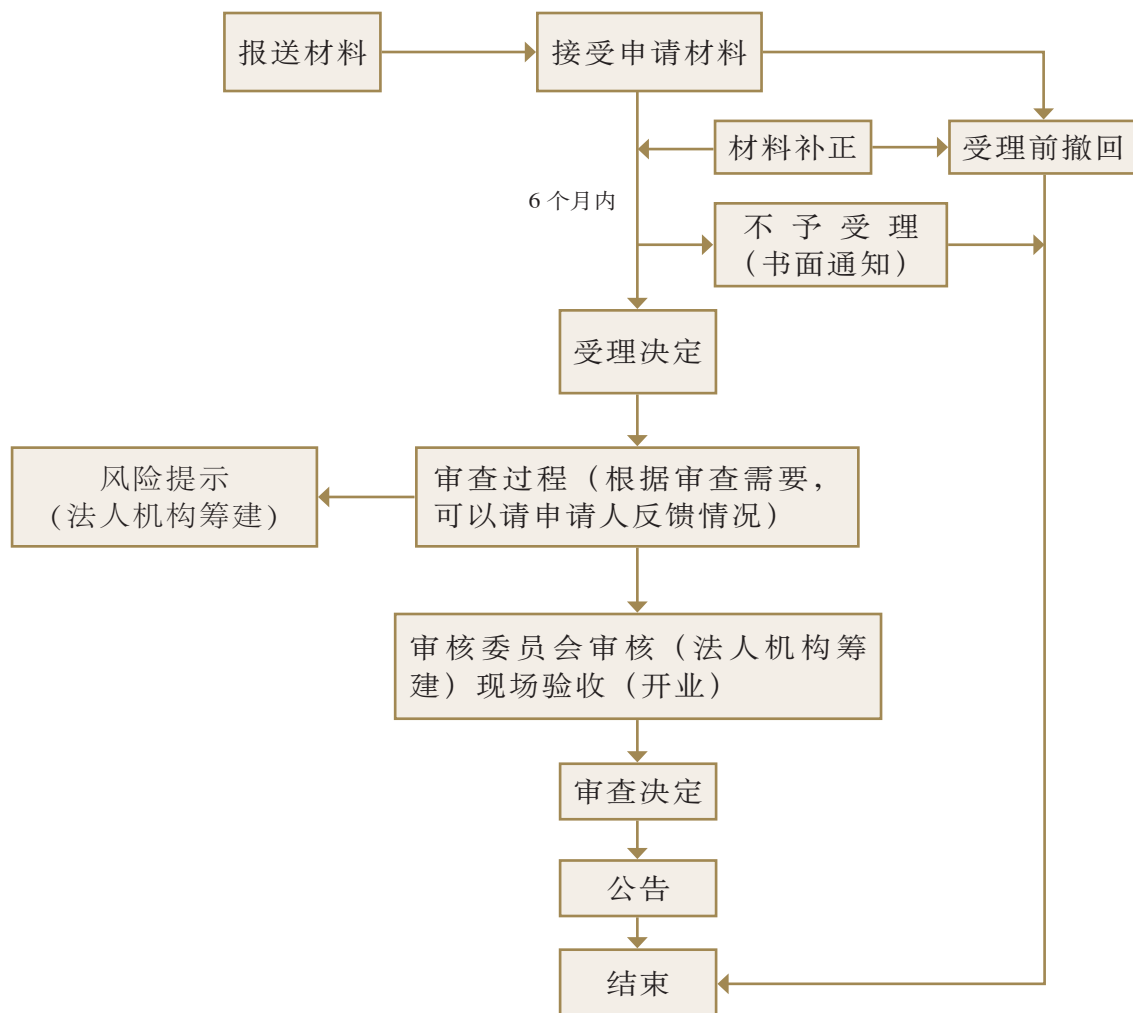 报送材料
接受申请材料
材料补正
受理前撤回
6 个月内
不予受理
（书面通知）
受理决定
风险提示
（法人机构筹建）
审查过程（根据审查需要，
可以请申请人反馈情况）
审核委员会审核（法人机构筹
建）现场验收（开业）
审查决定
公告
结束